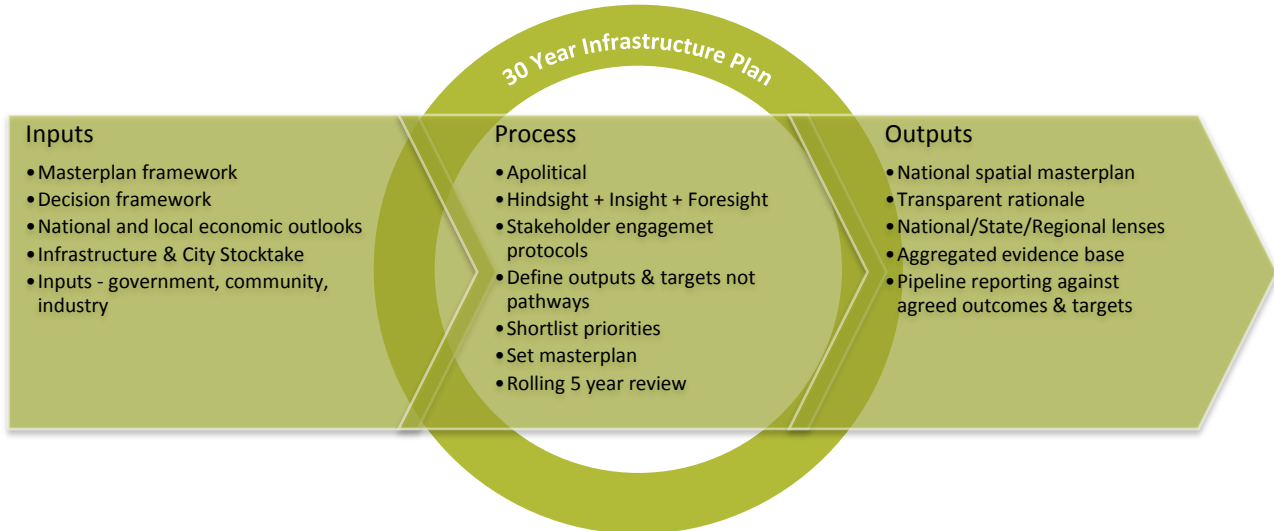 30 Year Infrastructure Plan
Inputs
•Masterplan framework
•Decision framework
•National and local economic outlooks
•Infrastructure & City Stocktake
•Inputs - government, community,
industry
Process
•Apolitical
•Hindsight + Insight + Foresight
•Stakeholder engagemet
protocols
•Define outputs & targets not
pathways
•Shortlist priorities
•Set masterplan
•Rolling 5 year review
Outputs
•National spatial masterplan
•Transparent rationale
•National/State/Regional lenses
•Aggregated evidence base
•Pipeline reporting against
agreed outcomes & targets